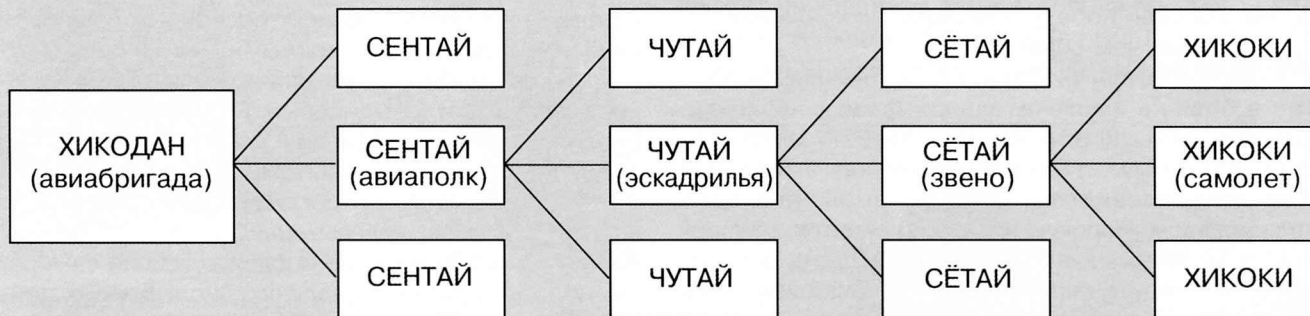 СЕНТАЙ
ЧУТАЙ
СЁТАЙ
ХИКОКИ
ХИКОДАН
(авиабригада)
СЕНТАЙ
(авиаполк)
ЧУТАЙ
(эскадрилья)
СЁТАЙ
(звено)
ХИКОКИ
(самолет)
СЕНТАЙ
ЧУТАЙ
СЁТАЙ
ХИКОКИ